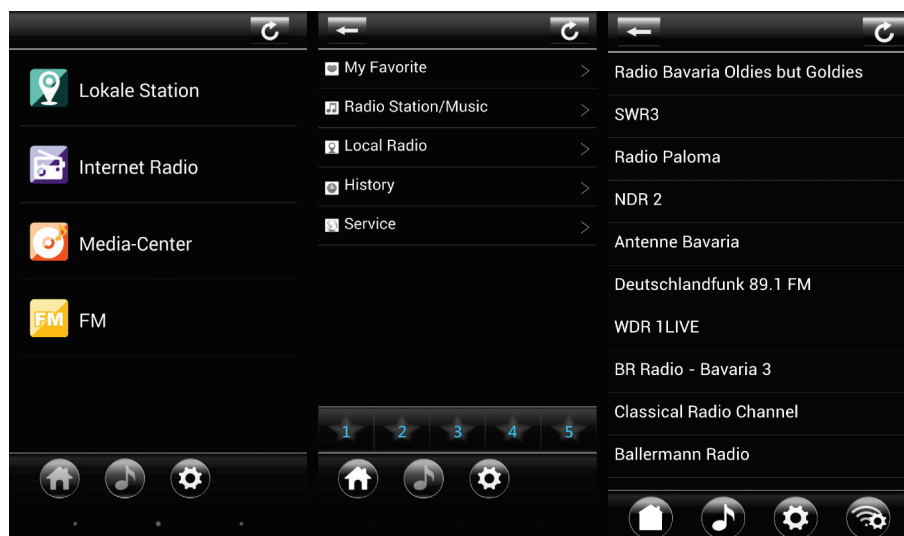 Lokale Station
Internet Radio
Media-Center
FM FM
My Favorite
Radio Station/Music
Local Radio
History
Service
1 2 3 4 5
Radio Bavaria Oldies but Goldies
SWR3
Radio Paloma
NDR 2
Antenne Bavaria
Deutschlandfunk 89.1 FM
WDR 1LIVE
BR Radio - Bavaria 3
Classical Radio Channel
Ballermann Radio